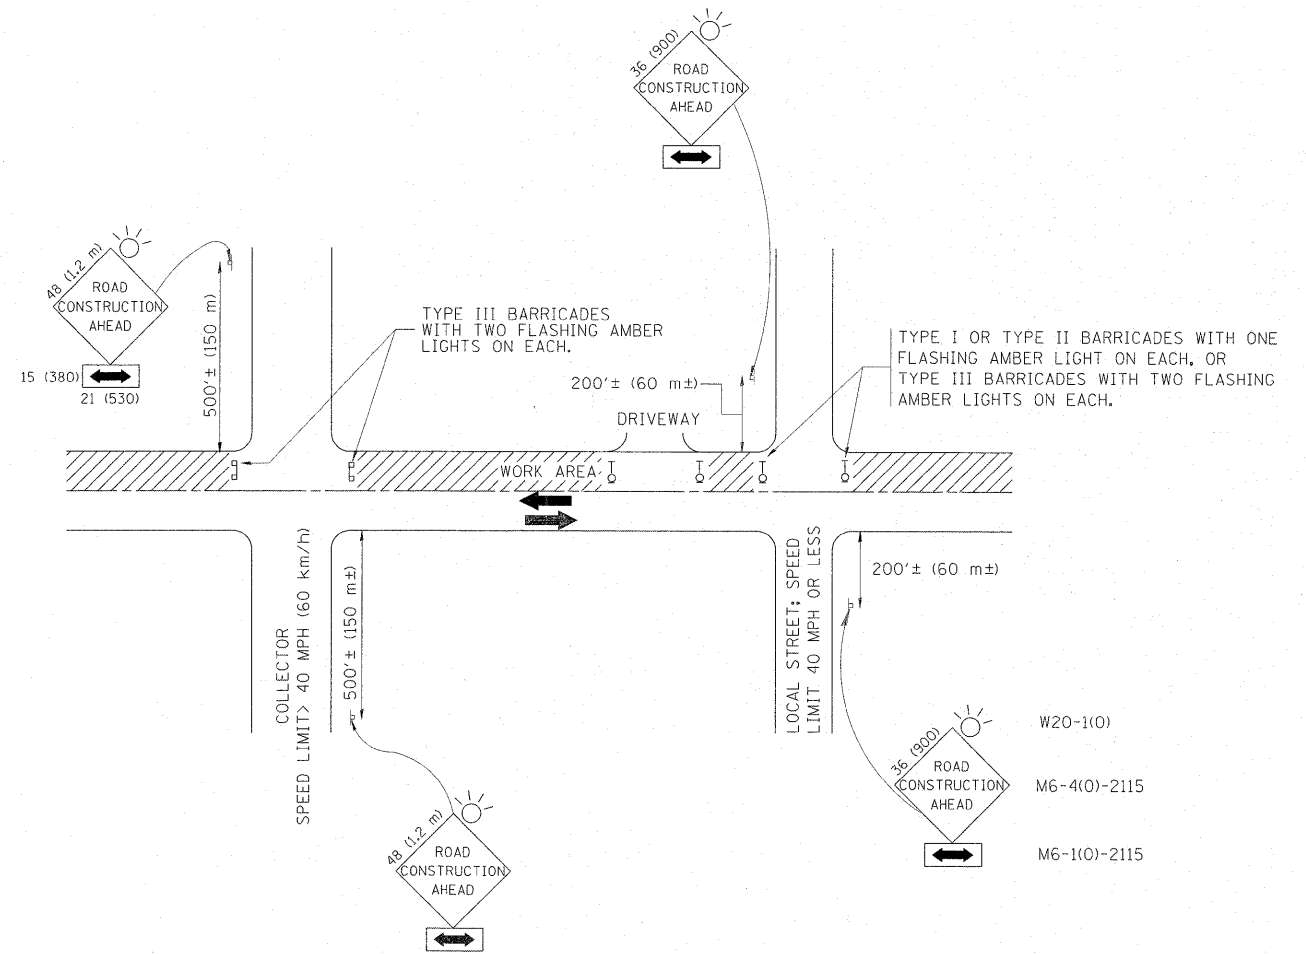 36 (900)
ROAD
CONSTRUCTION
AHEAD
48 (1.2 m)
ROAD
CONSTRUCTION
AHEAD
15 (380)
21 (530)
500'± (150 m)
TYPE III BARRICADES
WITH TWO FLASHING AMBER
LIGHTS ON EACH.
200'± (60 m±)
DRIVEWAY
TYPE I OR TYPE II BARRICADES WITH ONE
FLASHING AMBER LIGHT ON EACH. OR
TYPE III BARRICADES WITH TWO FLASHING
AMBER LIGHTS ON EACH.
WORK AREA
COLLECTOR
SPEED LIMIT> 40 MPH (60 km/h)
500'± (150 m±)
LOCAL STREET; SPEED
LIMIT 40 MPH OR LESS
200'± (60 m±)
36 (900)
ROAD
CONSTRUCTION
AHEAD
W20-1(O)
M6-4(O)-2115
M6-1(O)-2115
48 (1.2 m)
ROAD
CONSTRUCTION
AHEAD